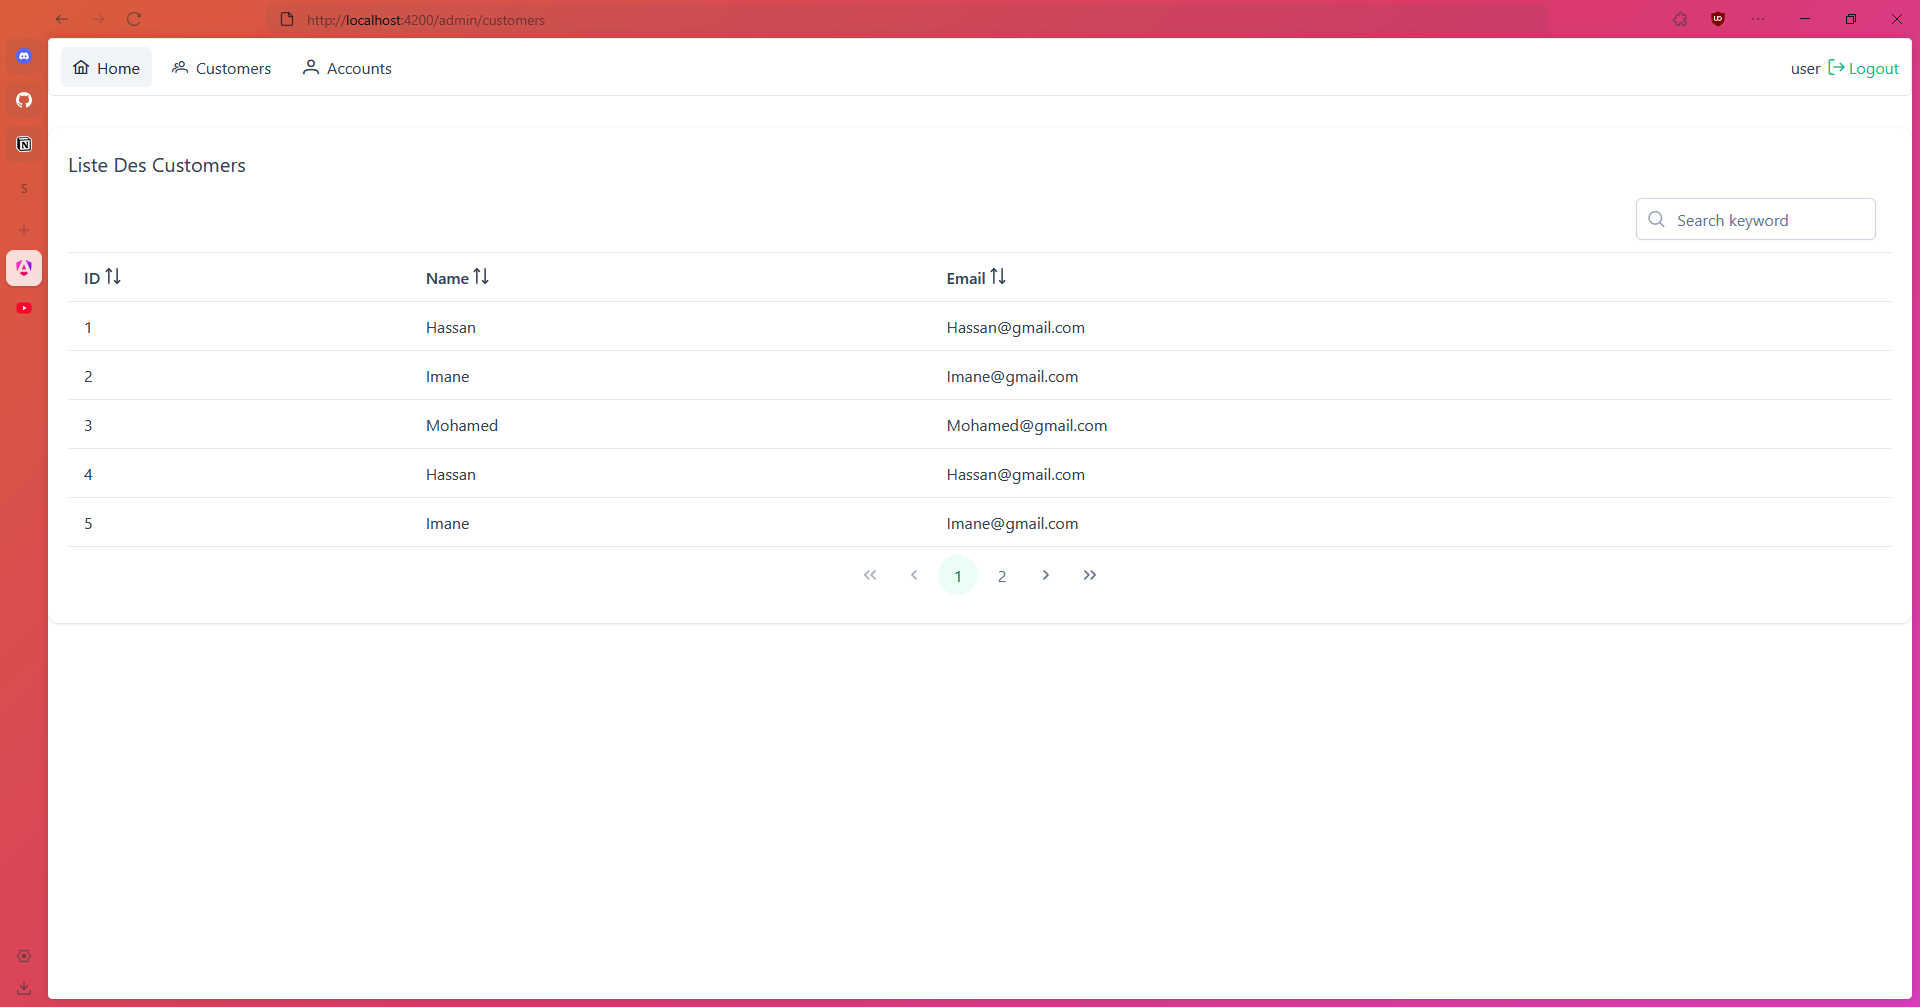 http://localhost:4200/admin/customers
Home Customers Accounts user Logout
Liste Des Customers
Search keyword
ID Name Email
1 Hassan Hassan@gmail.com
2 Imane Imane@gmail.com
3 Mohamed Mohamed@gmail.com
4 Hassan Hassan@gmail.com
5 Imane Imane@gmail.com
1 2
S